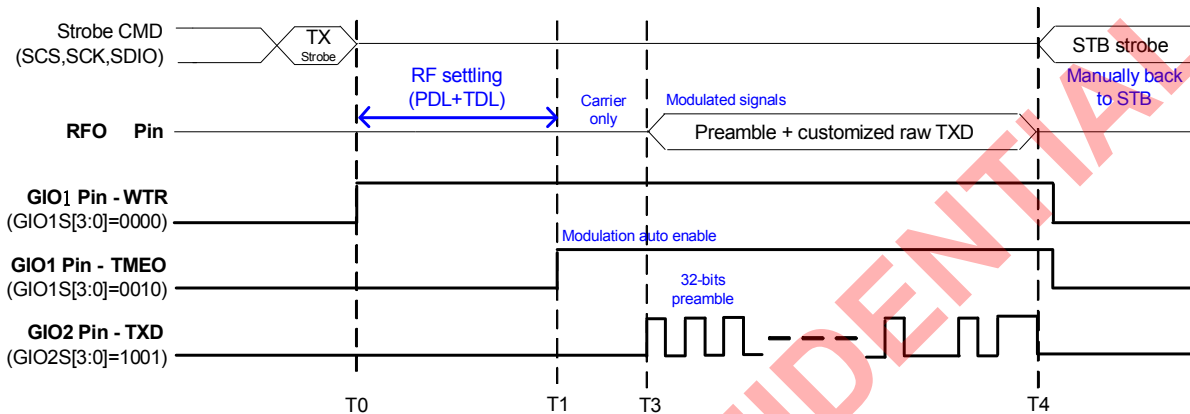 Strobe CMD
(SCS,SCK,SDIO)
TX
Strobe
STB strobe
RF settling
(PDL+TDL)
Manually back
to STB
Carrier
only
Modulated signals
RFO Pin
Preamble + customized raw TXD
GIO1 Pin - WTR
(GIO1S[3:0]=0000)
Modulation auto enable
GIO1 Pin - TMEO
(GIO1S[3:0]=0010)
32-bits
preamble
GIO2 Pin - TXD
(GIO2S[3:0]=1001)
T0 T1 T3 T4
CONFIDENTIAL